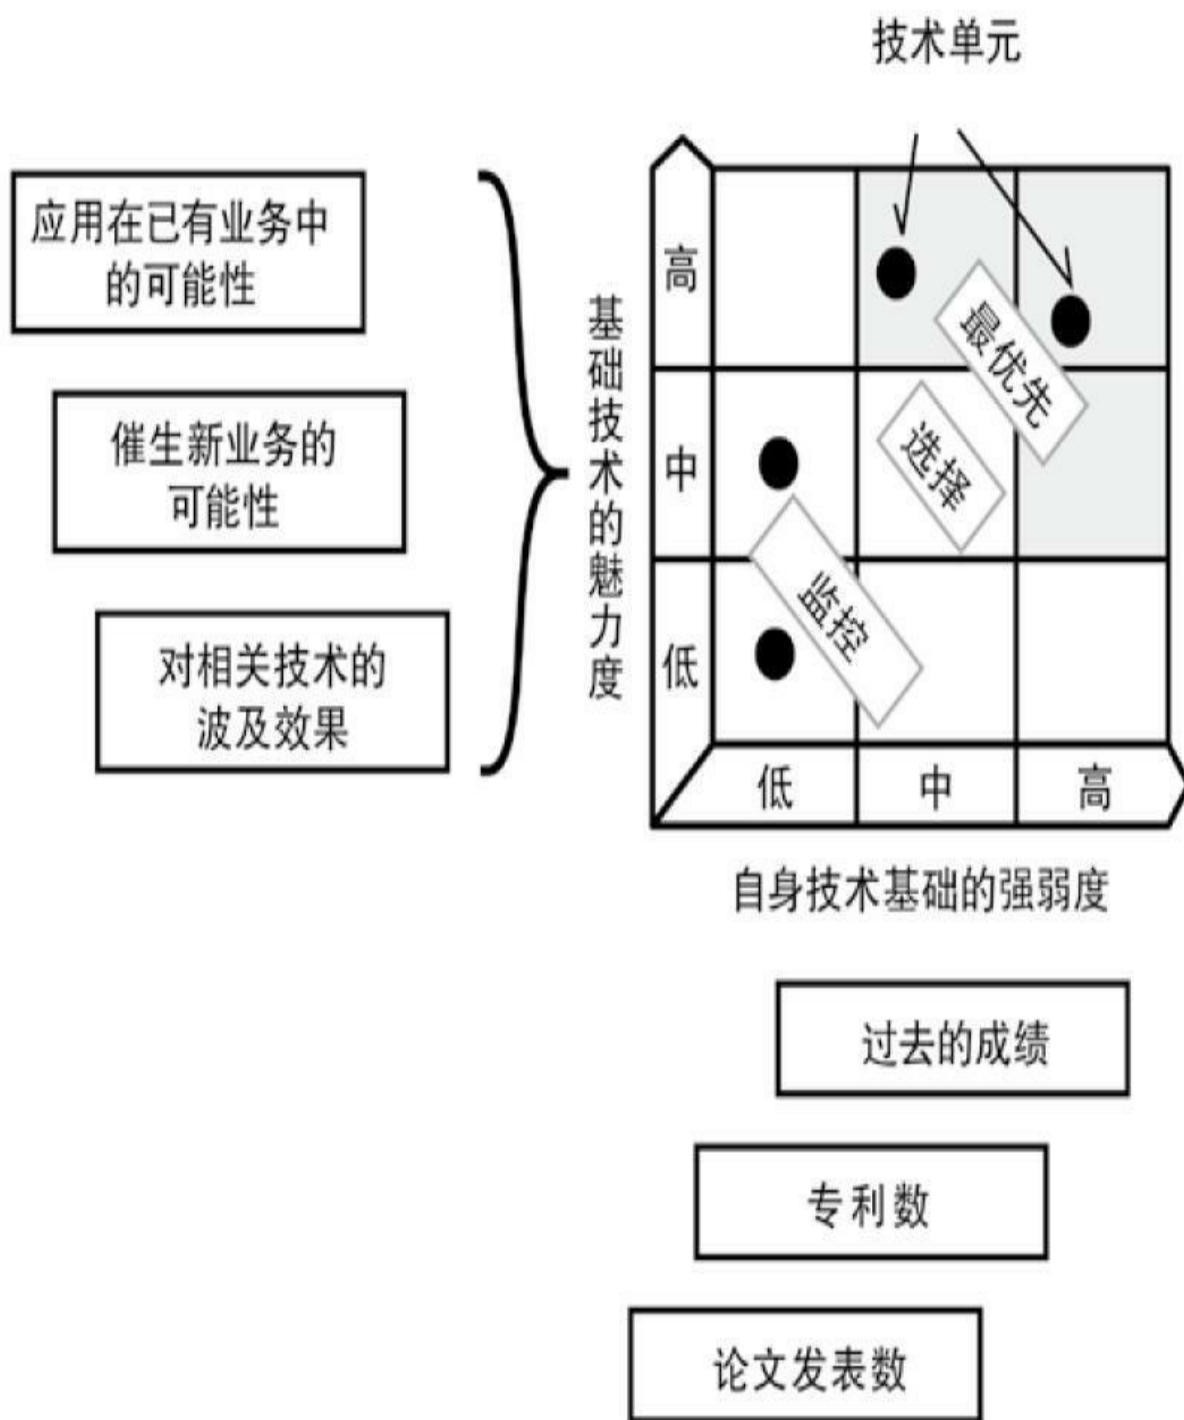 技术单元
应用在已有业务中
的可能性
催生新业务的
可能性
对相关技术的
波及效果
基础技术的魅力度
高
中
低
最优先
选择
监控
低
中
高
自身技术基础的强弱度
过去的成绩
专利数
论文发表数